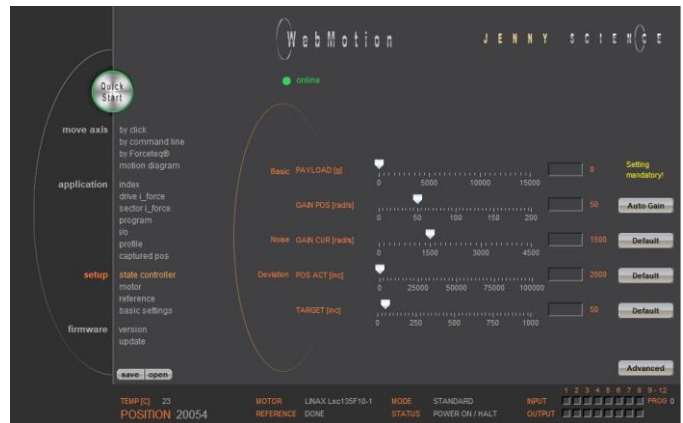 WebMotion
JENNY SCIENCE
online
Quick Start
move axis
by click
by command line
by Forceteq®
motion diagram
application
index
drive i_force
sector i_force
program
i/o
profile
captured pos
setup
state controller
motor
reference
basic settings
firmware
version
update
save open
Basic PAYLOAD [g] 0 Setting mandatory!
0 5000 10000 15000
GAIN POS [rad/s] 50 Auto Gain
0 50 100 150 200
Noise GAIN CUR [rad/s] 1500 Default
0 1500 3000 4500
Deviation POS ACT [inc] 2000 Default
0 25000 50000 75000 100000
TARGET [inc] 50 Default
0 250 500 750 1000
Advanced
1 2 3 4 5 6 7 8 9-12
TEMP [C] 23 MOTOR LINAX Lxc135F10-1 MODE STANDARD INPUT PROG 0
POSITION 20054 REFERENCE DONE STATUS POWER ON / HALT OUTPUT